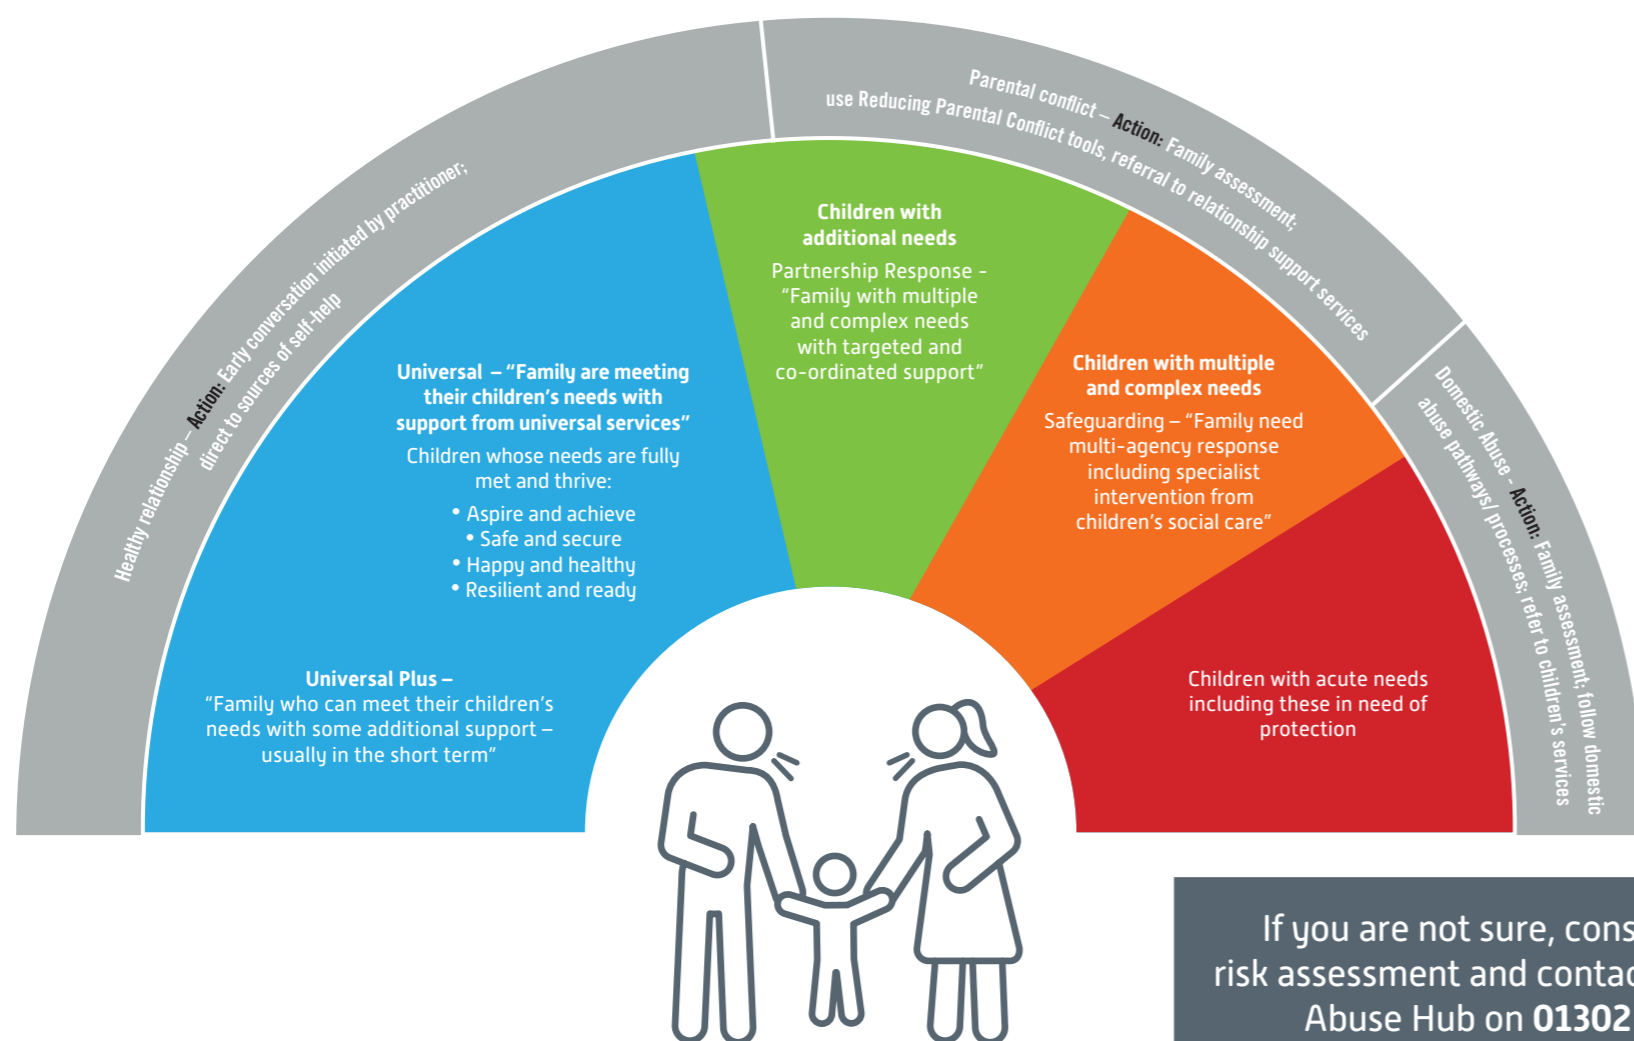 Healthy relationship – Action: Early conversation initiated by practitioner;
direct to sources of self-help
Parental conflict – Action: Family assessment;
use Reducing Parental Conflict tools, referral to relationship support services
Domestic Abuse - Action: Family assessment; follow domestic
abuse pathways/ processes; refer to children's services
Universal – “Family are meeting
their children’s needs with
support from universal services”
Children whose needs are fully
met and thrive:
• Aspire and achieve
• Safe and secure
• Happy and healthy
• Resilient and ready
Universal Plus –
“Family who can meet their children’s
needs with some additional support –
usually in the short term”
Children with
additional needs
Partnership Response -
“Family with multiple
and complex needs
with targeted and
co-ordinated support”
Children with multiple
and complex needs
Safeguarding – “Family need
multi-agency response
including specialist
intervention from
children’s social care”
Children with acute needs
including these in need of
protection
If you are not sure,
risk assessment and
Abuse Hub on 01302